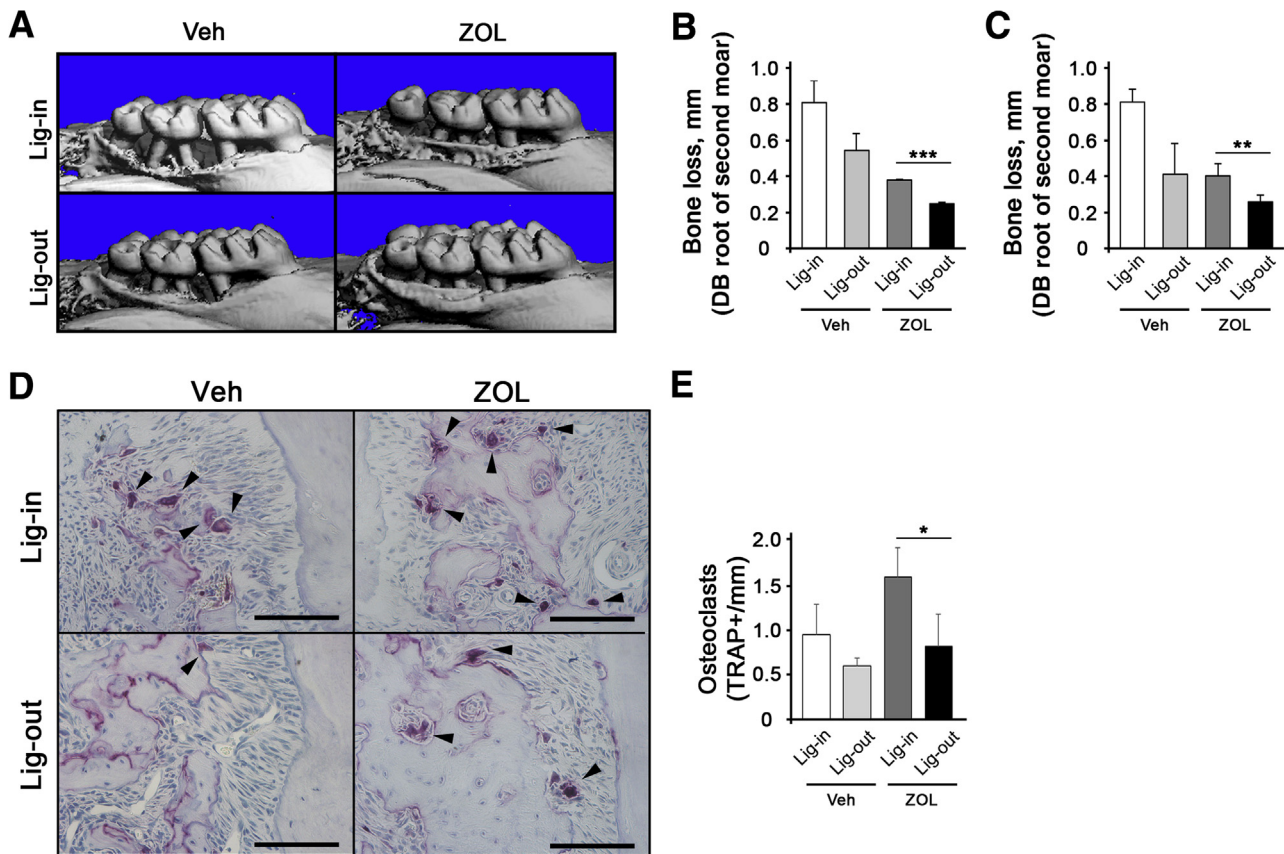 A
Veh
ZOL
Lig-in
Lig-out
B
Bone loss, mm
(DB root of second moar)
1.0
0.8
0.6
0.4
0.2
0
***
Lig-in
Lig-out
Lig-in
Lig-out
Veh
ZOL
C
Bone loss, mm
(DB root of second moar)
1.0
0.8
0.6
0.4
0.2
0
**
Lig-in
Lig-out
Lig-in
Lig-out
Veh
ZOL
D
Veh
ZOL
Lig-in
Lig-out
E
Osteoclasts
(TRAP+/mm)
2.0
1.5
1.0
0.5
0
*
Lig-in
Lig-out
Lig-in
Lig-out
Veh
ZOL